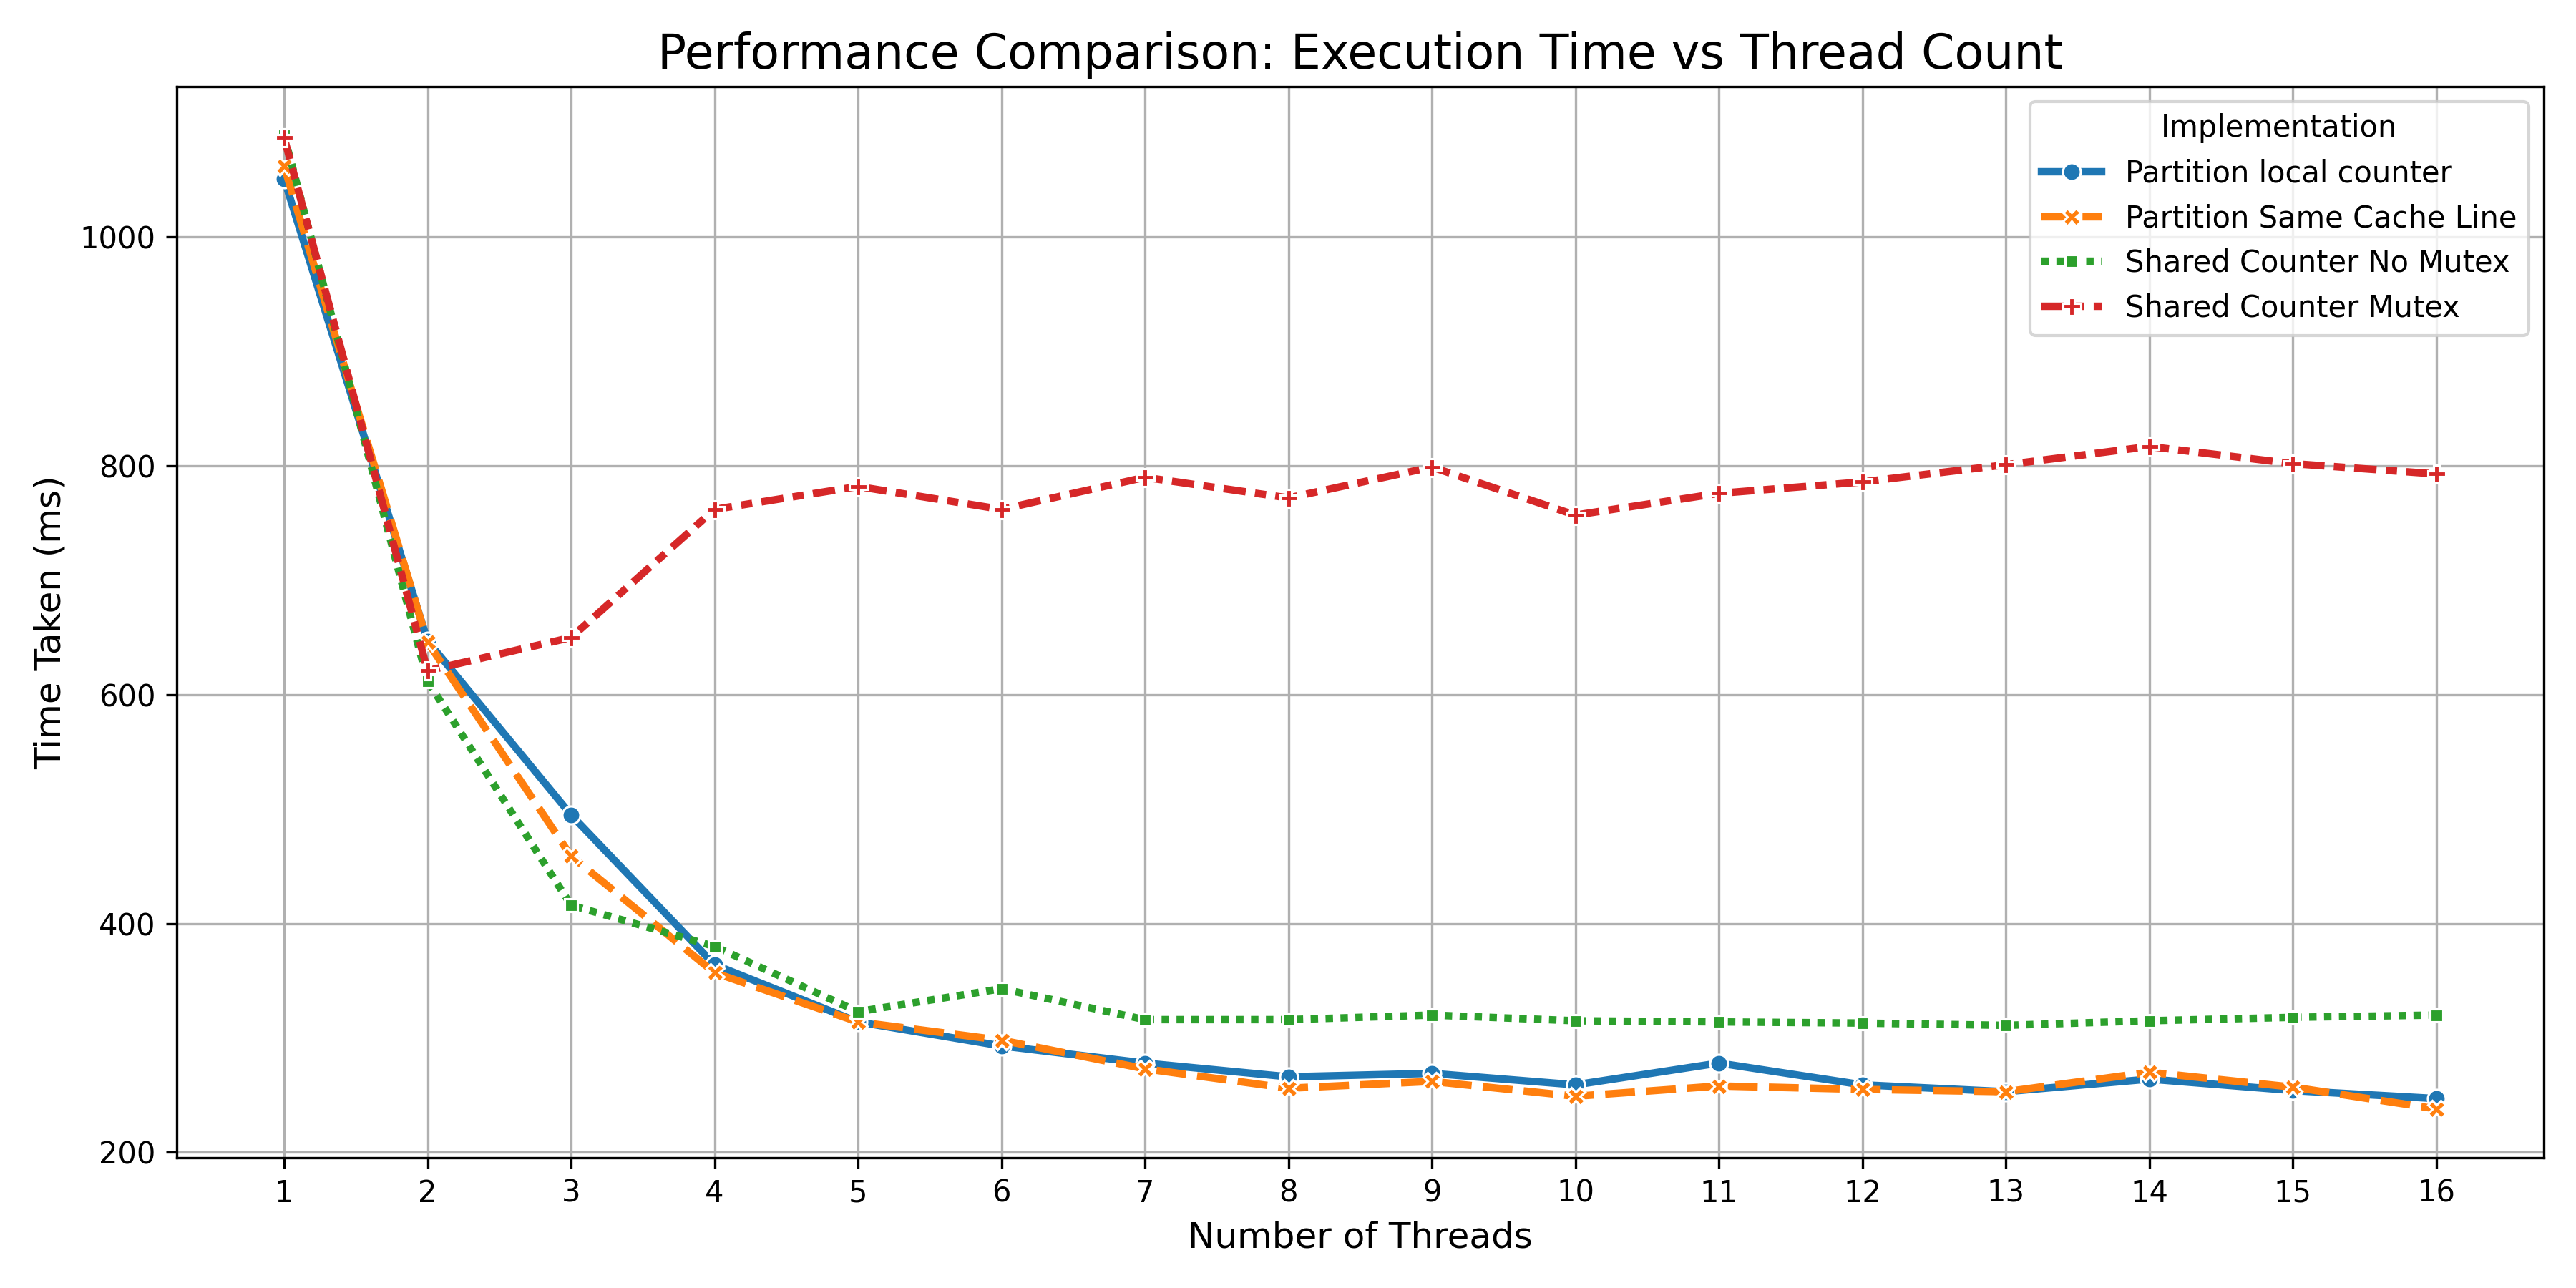 Performance Comparison: Execution Time vs Thread Count
Implementation
Partition local counter
Partition Same Cache Line
Shared Counter No Mutex
Shared Counter Mutex
Time Taken (ms)
1000
800
600
400
200
1 2 3 4 5 6 7 8 9 10 11 12 13 14 15 16
Number of Threads